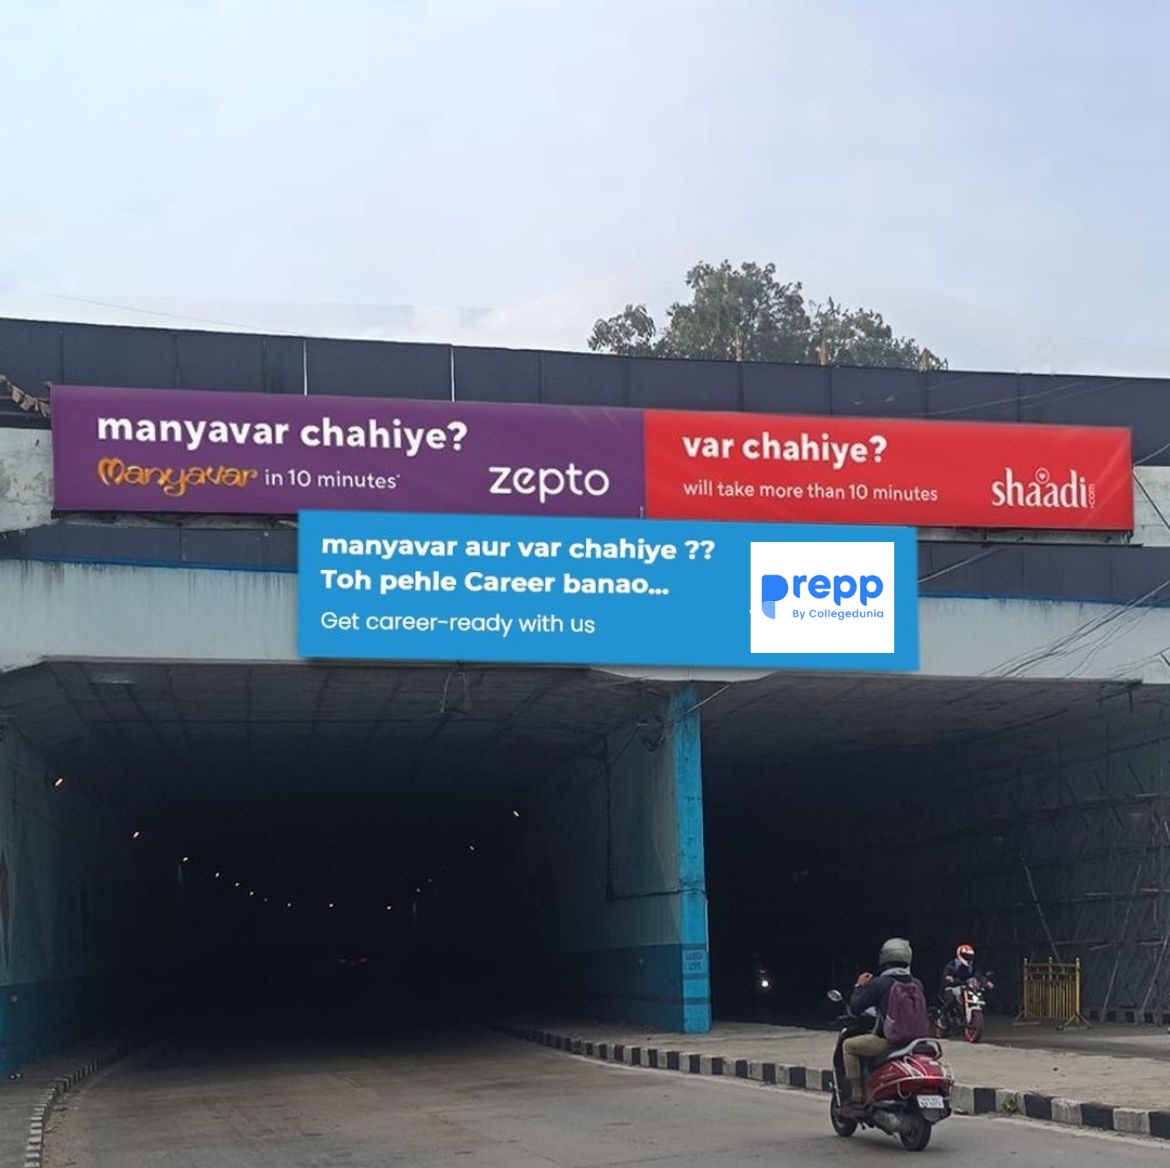 manyavar chahiye?
Manyavar in 10 minutes*
zepto
var chahiye?
will take more than 10 minutes
shaadi.com
manyavar aur var chahiye ??
Toh pehle Career banao...
Get career-ready with us
Prepp
By Collegedunia